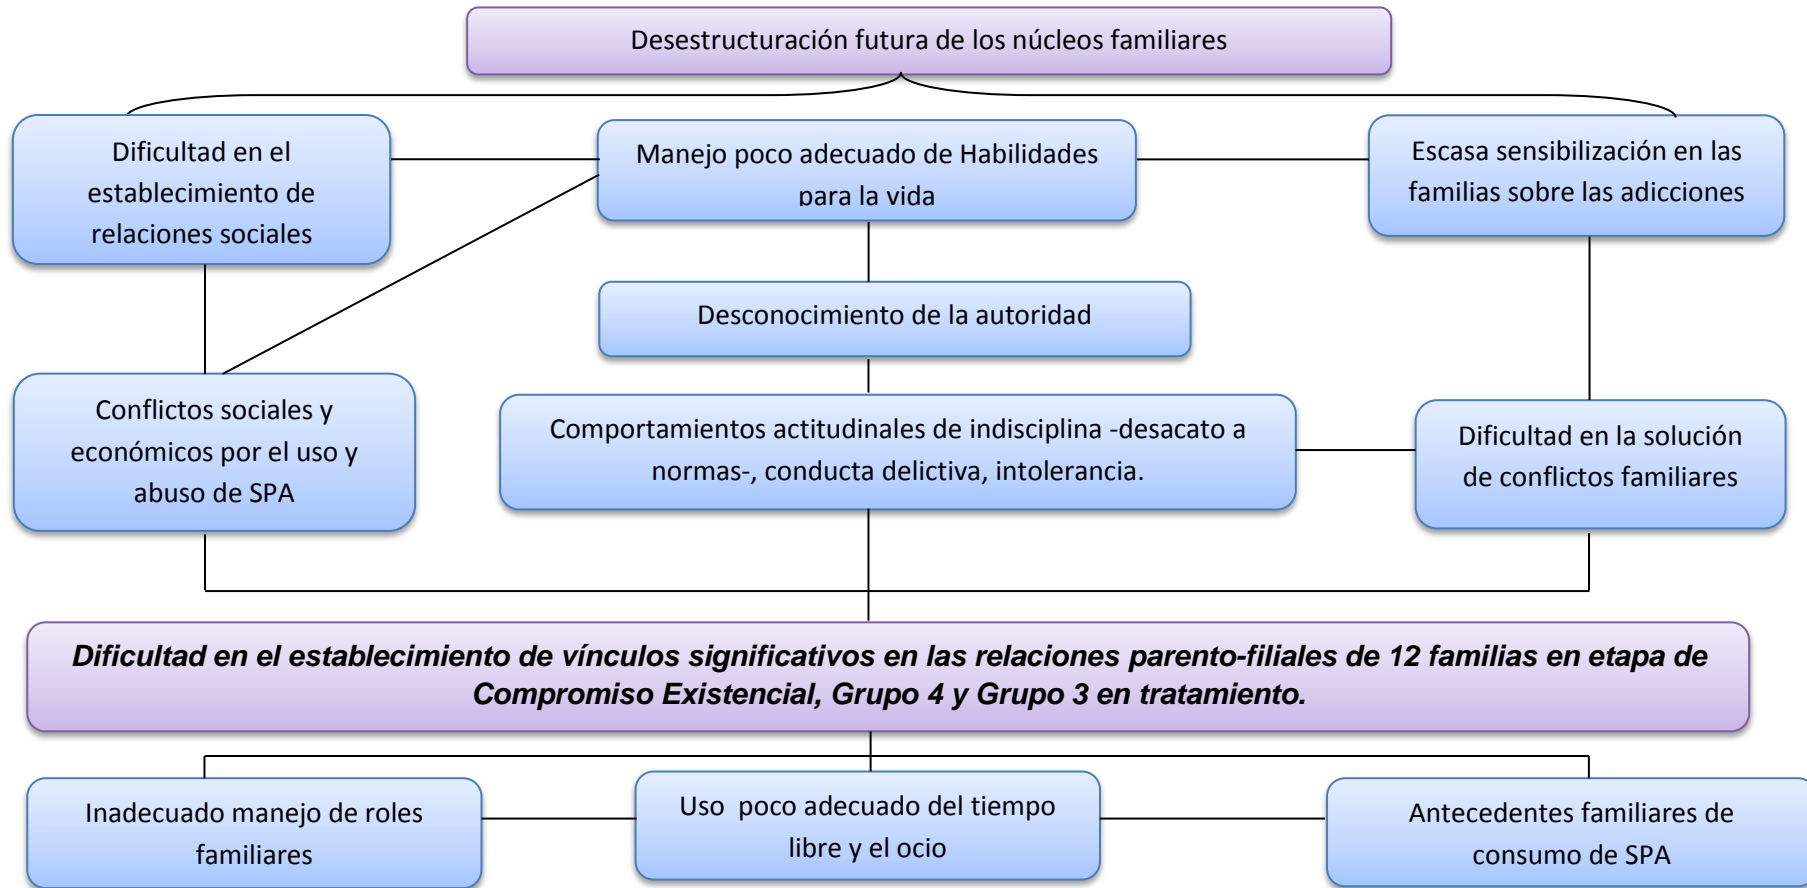 Desestructuración futura de los núcleos familiares
Dificultad en el
establecimiento de
relaciones sociales
Manejo poco adecuado de Habilidades
para la vida
Escasa sensibilización en las
familias sobre las adicciones
Desconocimiento de la autoridad
Conflictos sociales y
económicos por el uso y
abuso de SPA
Comportamientos actitudinales de indisciplina -desacato a
normas-, conducta delictiva, intolerancia.
Dificultad en la solución
de conflictos familiares
Dificultad en el establecimiento de vínculos significativos en las relaciones parento-filiales de 12 familias en etapa de
Compromiso Existencial, Grupo 4 y Grupo 3 en tratamiento.
Inadecuado manejo de roles
familiares
Uso poco adecuado del tiempo
libre y el ocio
Antecedentes familiares de
consumo de SPA